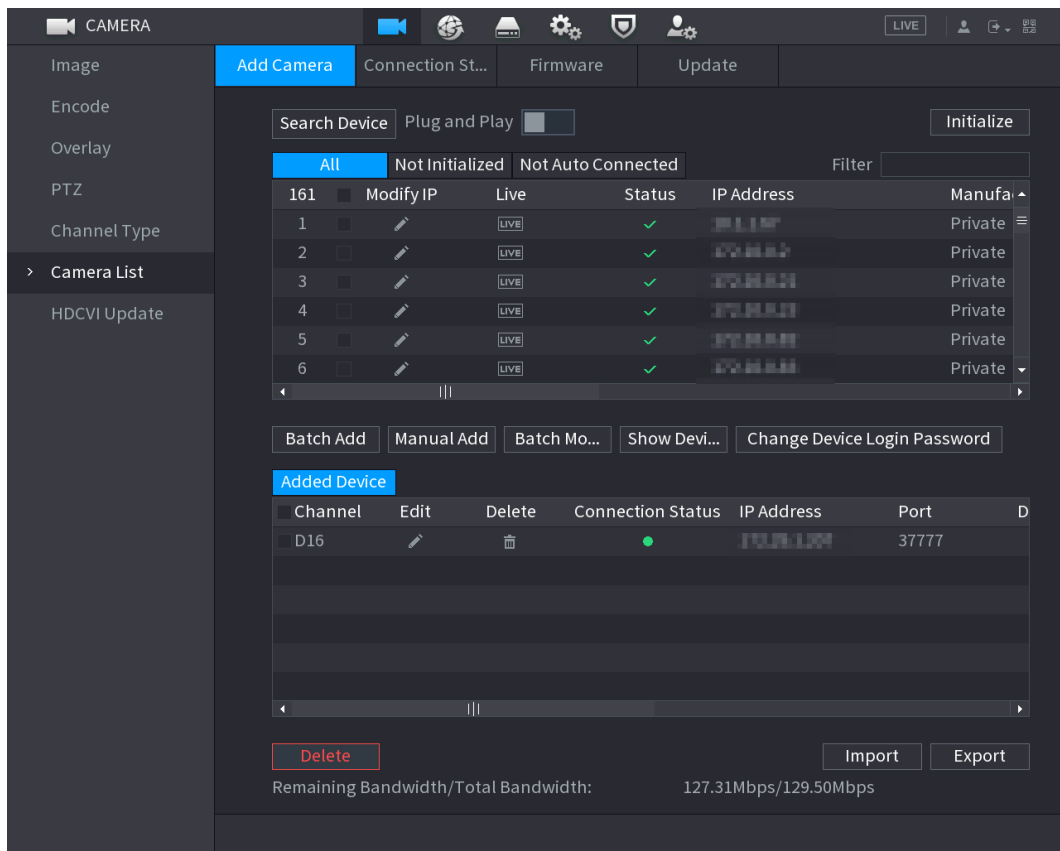 CAMERA LIVE
Image
Encode
Overlay
PTZ
Channel Type
Camera List
HDCVI Update
Add Camera Connection St... Firmware Update
Search Device Plug and Play Initialize
All Not Initialized Not Auto Connected Filter
161 Modify IP Live Status IP Address Manufa
1 LIVE Private
2 LIVE Private
3 LIVE Private
4 LIVE Private
5 LIVE Private
6 LIVE Private
Batch Add Manual Add Batch Mo... Show Devi... Change Device Login Password
Added Device
Channel Edit Delete Connection Status IP Address Port D
D16 37777
Delete Import Export
Remaining Bandwidth/Total Bandwidth: 127.31Mbps/129.50Mbps